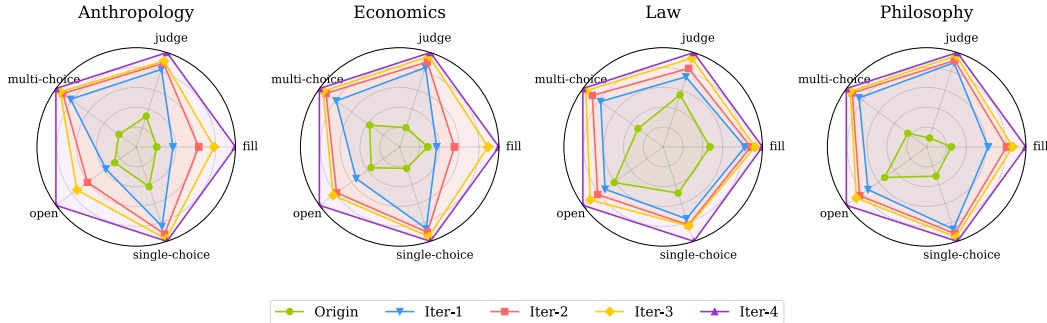 Anthropology
judge
multi-choice
fill
open
single-choice
Economics
judge
multi-choice
fill
open
single-choice
Law
judge
multi-choice
fill
open
single-choice
Philosophy
judge
multi-choice
fill
open
single-choice
Origin Iter-1 Iter-2 Iter-3 Iter-4